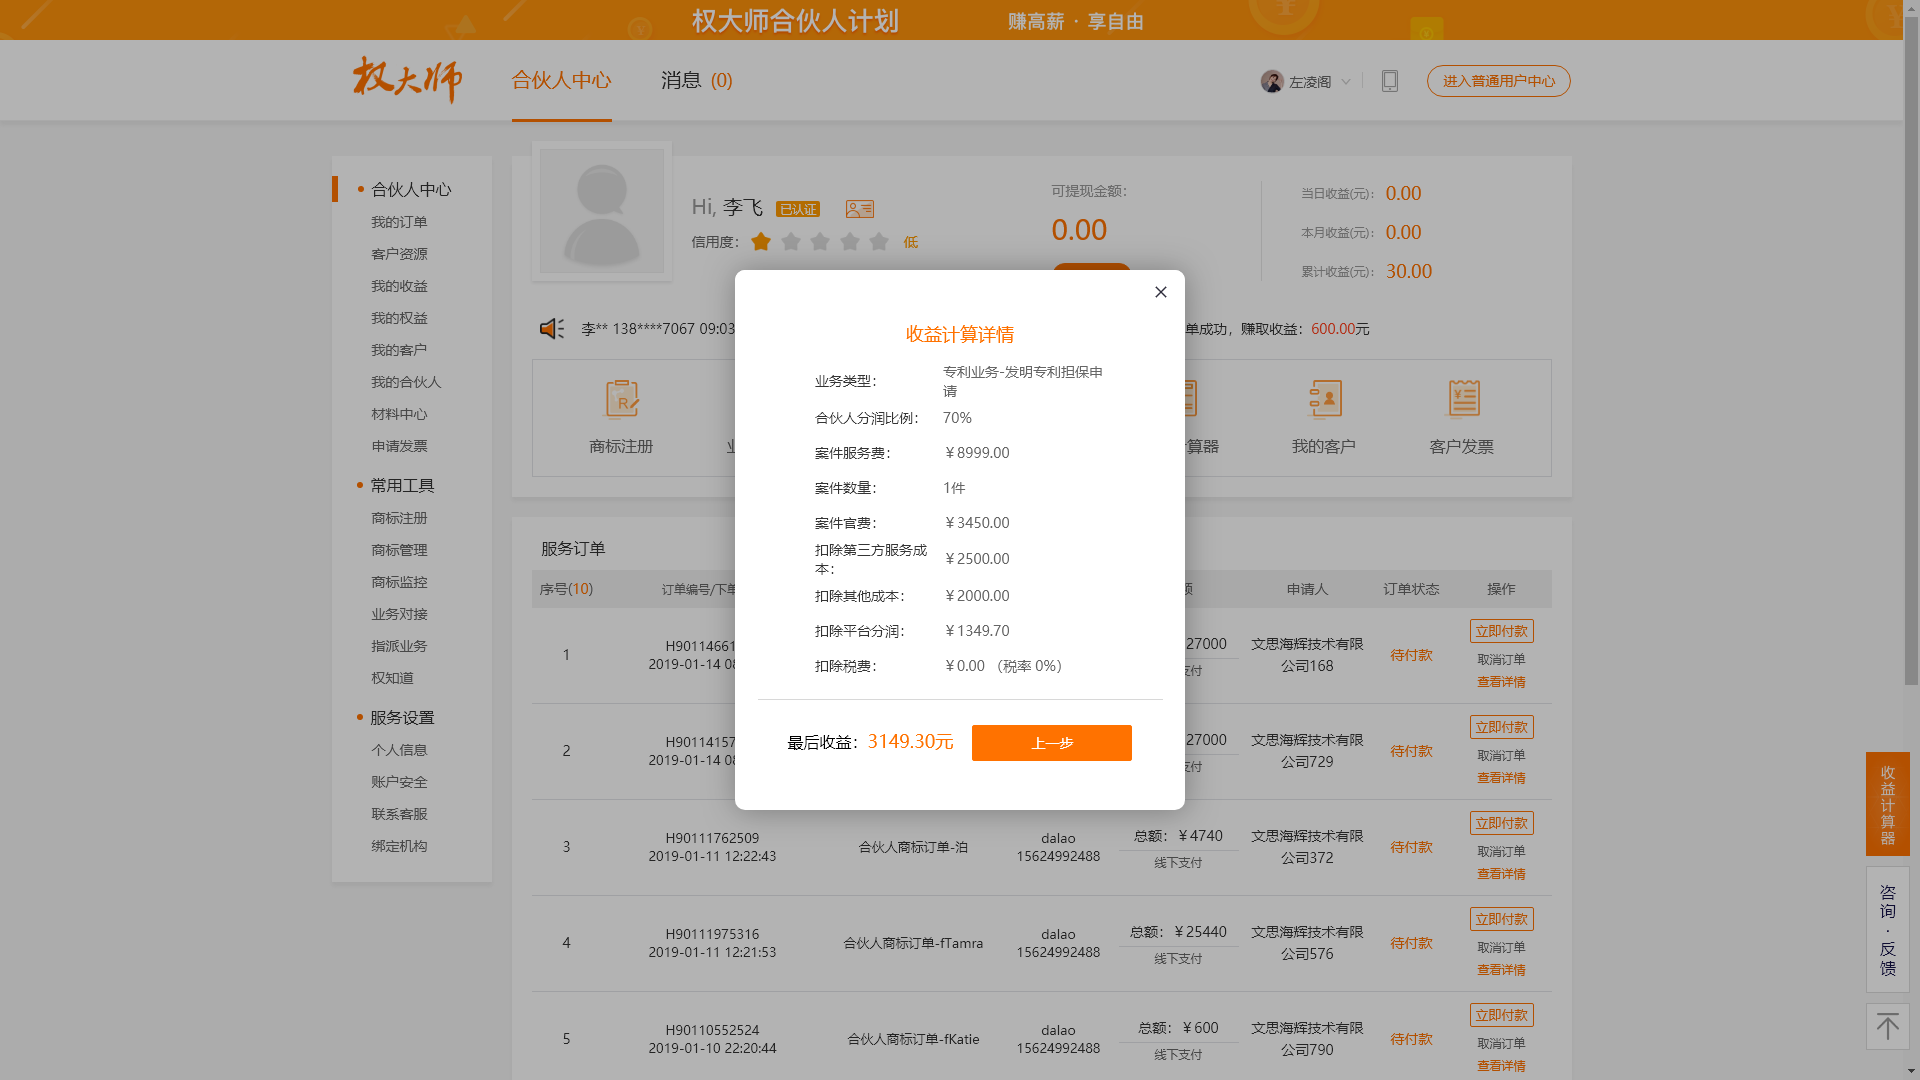 权大师合伙人计划 赚高薪 · 享自由
权大师
合伙人中心
消息 (0)
左凌阁
进入普通用户中心
合伙人中心
我的订单
客户资源
我的收益
我的权益
我的客户
我的合伙人
材料中心
申请发票
常用工具
商标注册
商标管理
商标监控
业务对接
指派业务
权知道
服务设置
个人信息
账户安全
联系客服
绑定机构
Hi, 李飞 已认证
信用度： 低
可提现金额：
0.00
当日收益(元)： 0.00
本月收益(元)： 0.00
累计收益(元)： 30.00
李** 138****7067 09:03
单成功，赚取收益：600.00元
商标注册
算器
我的客户
客户发票
收益计算详情
业务类型：
专利业务-发明专利担保申
请
合伙人分润比例： 70%
案件服务费： ￥8999.00
案件数量： 1件
案件官费： ￥3450.00
扣除第三方服务成
本：
￥2500.00
扣除其他成本： ￥2000.00
扣除平台分润： ￥1349.70
扣除税费： ￥0.00 （税率 0%）
最后收益：3149.30元
上一步
服务订单
序号(10) 订单编号/下单 额 申请人 订单状态 操作
1
H90114661
2019-01-14 08
27000
支付
文思海辉技术有限
公司168
待付款
立即付款
取消订单
查看详情
2
H90114157
2019-01-14 08
27000
支付
文思海辉技术有限
公司729
待付款
立即付款
取消订单
查看详情
3
H90111762509
2019-01-11 12:22:43
合伙人商标订单-泊
dalao
15624992488
总额：￥4740
线下支付
文思海辉技术有限
公司372
待付款
立即付款
取消订单
查看详情
4
H90111975316
2019-01-11 12:21:53
合伙人商标订单-fTamra
dalao
15624992488
总额：￥25440
线下支付
文思海辉技术有限
公司576
待付款
立即付款
取消订单
查看详情
5
H90110552524
2019-01-10 22:20:44
合伙人商标订单-fKatie
dalao
15624992488
总额：￥600
线下支付
文思海辉技术有限
公司790
待付款
立即付款
取消订单
查看详情
收益计算器
咨询·反馈